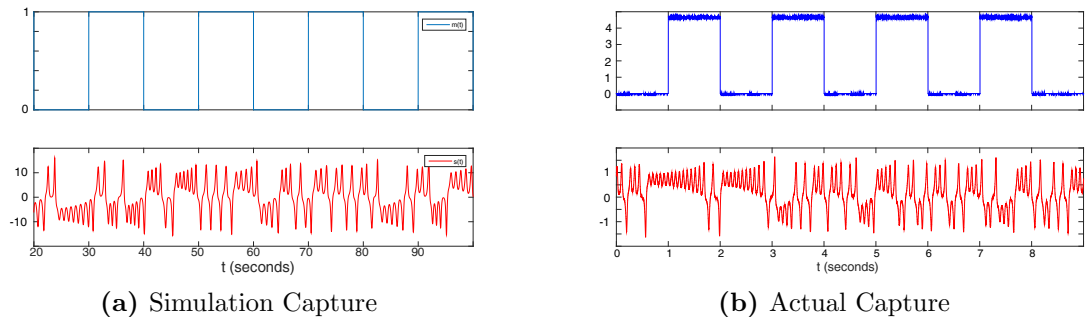 1
0
m(t)
10
0
-10
s(t)
20 30 40 50 60 70 80 90
t (seconds)
(a) Simulation Capture
4
3
2
1
0
1
0
-1
0 1 2 3 4 5 6 7 8
t (seconds)
(b) Actual Capture